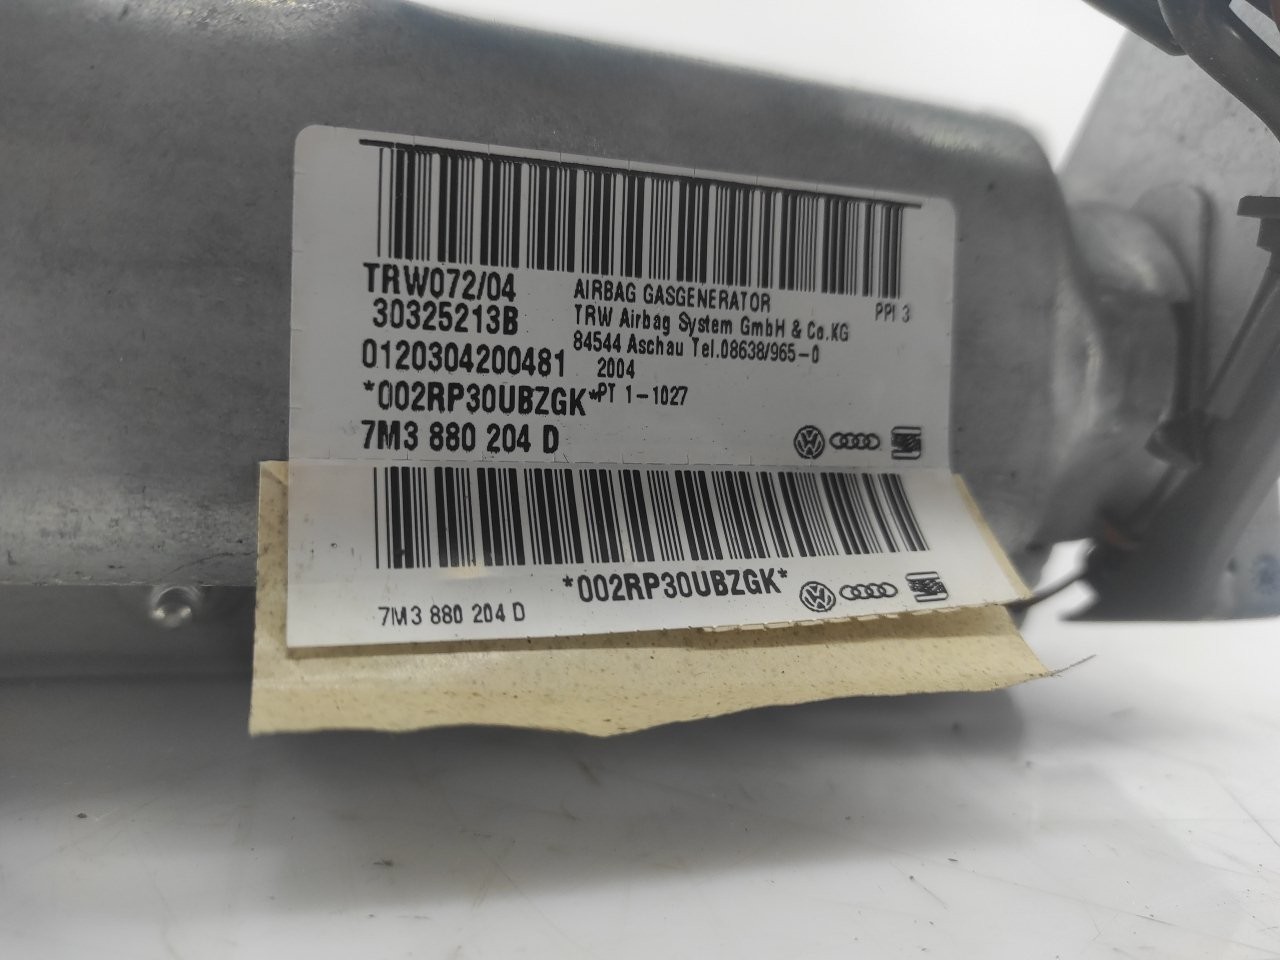 TRW072/04
30325213B
0120304200481
*002RP30UBZGK*
7M3 880 204 D
AIRBAG GASGENERATOR
PPI 3
TRW Airbag System GmbH & Co.KG
84544 Aschau Tel.08638/965-0
2004
PT 1-1027
*002RP30UBZGK*
7M3 880 204 D